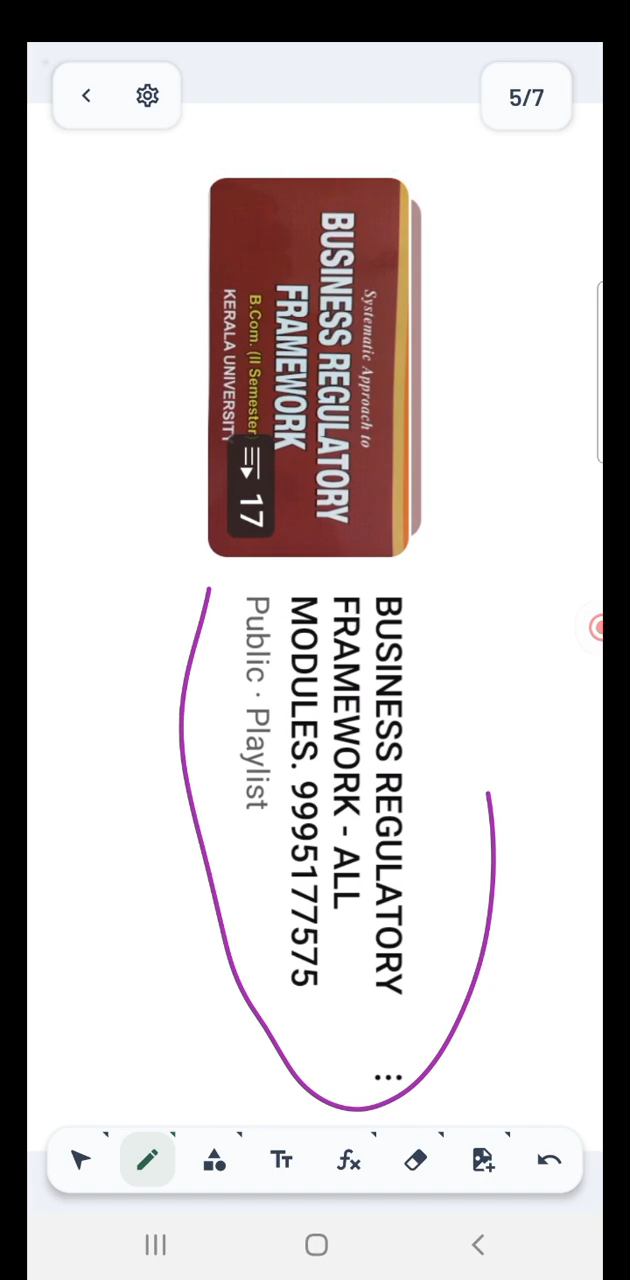 5/7
Systematic Approach to
BUSINESS REGULATORY
FRAMEWORK
B.Com. (II Semester)
KERALA UNIVERSITY
17
BUSINESS REGULATORY
FRAMEWORK - ALL
MODULES. 9995177575
Public · Playlist